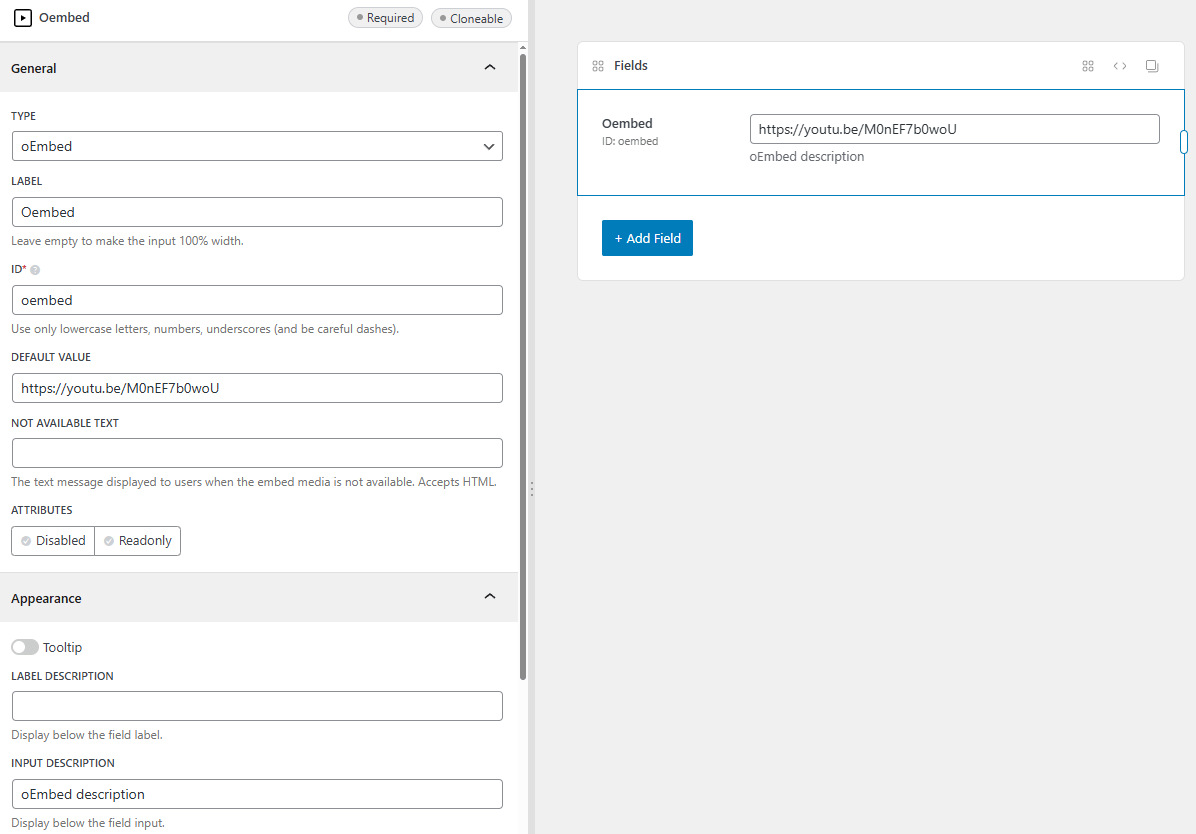 Oembed
Required
Cloneable
General
TYPE
oEmbed
LABEL
Oembed
Leave empty to make the input 100% width.
ID*
oembed
Use only lowercase letters, numbers, underscores (and be careful dashes).
DEFAULT VALUE
https://youtu.be/M0nEF7b0woU
NOT AVAILABLE TEXT
The text message displayed to users when the embed media is not available. Accepts HTML.
ATTRIBUTES
Disabled
Readonly
Appearance
Tooltip
LABEL DESCRIPTION
Display below the field label.
INPUT DESCRIPTION
oEmbed description
Display below the field input.
Fields
Oembed
ID: oembed
https://youtu.be/M0nEF7b0woU
oEmbed description
+ Add Field